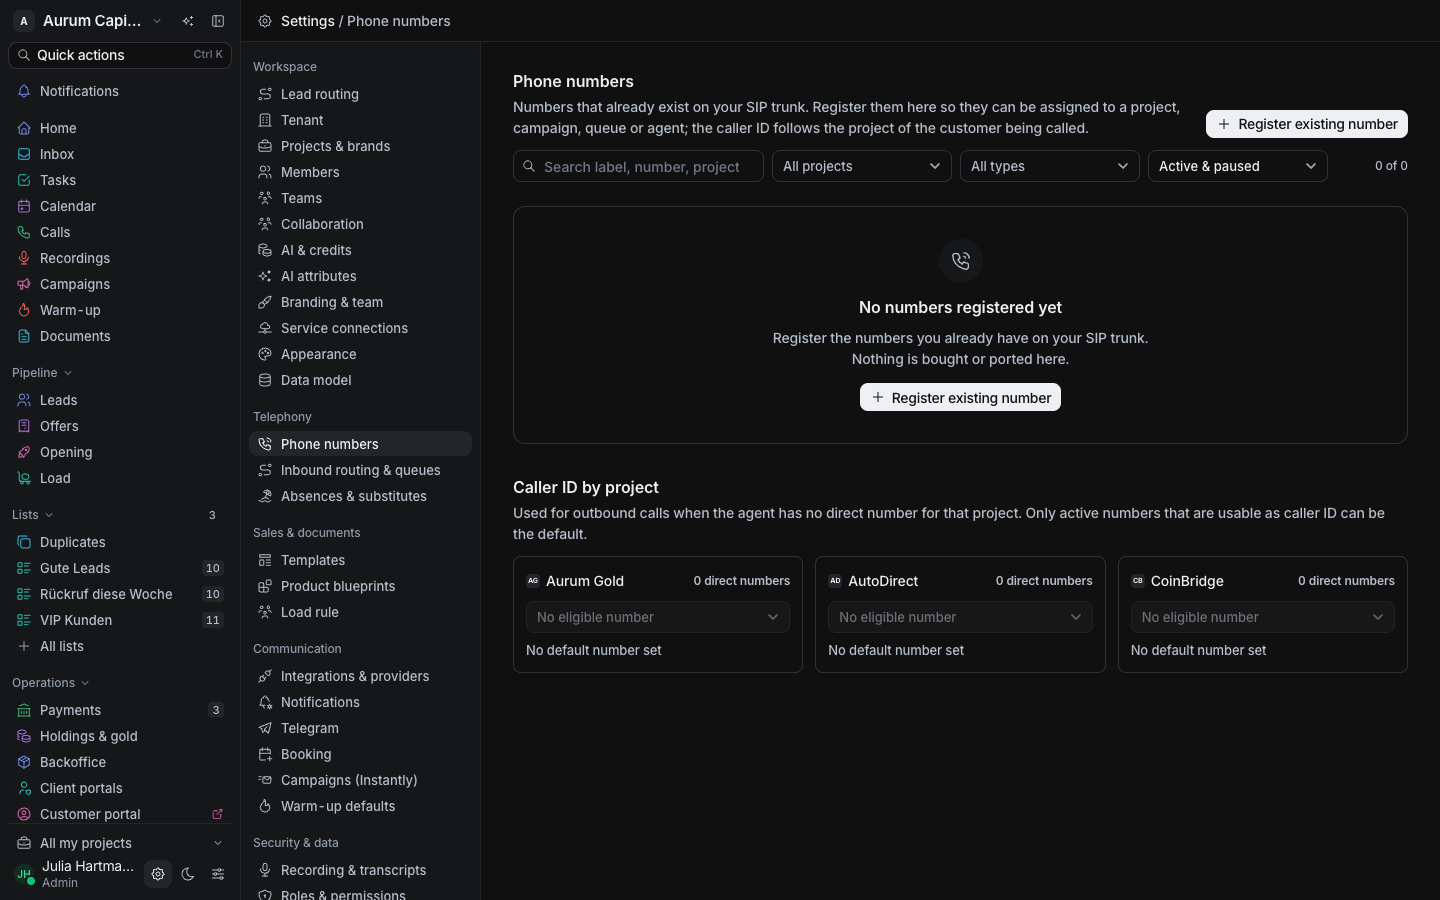 A
Aurum Capi...
Quick actions
Ctrl K
Notifications
Home
Inbox
Tasks
Calendar
Calls
Recordings
Campaigns
Warm-up
Documents
Pipeline
Leads
Offers
Opening
Load
Lists
3
Duplicates
Gute Leads
10
Rückruf diese Woche
10
VIP Kunden
11
All lists
Operations
Payments
3
Holdings & gold
Backoffice
Client portals
Customer portal
All my projects
JH
Julia Hartma...
Admin
Settings / Phone numbers
Workspace
Lead routing
Tenant
Projects & brands
Members
Teams
Collaboration
AI & credits
AI attributes
Branding & team
Service connections
Appearance
Data model
Telephony
Phone numbers
Inbound routing & queues
Absences & substitutes
Sales & documents
Templates
Product blueprints
Load rule
Communication
Integrations & providers
Notifications
Telegram
Booking
Campaigns (Instantly)
Warm-up defaults
Security & data
Recording & transcripts
Roles & permissions
Phone numbers
Numbers that already exist on your SIP trunk. Register them here so they can be assigned to a project,
campaign, queue or agent; the caller ID follows the project of the customer being called.
Register existing number
Search label, number, project
All projects
All types
Active & paused
0 of 0
No numbers registered yet
Register the numbers you already have on your SIP trunk.
Nothing is bought or ported here.
Register existing number
Caller ID by project
Used for outbound calls when the agent has no direct number for that project. Only active numbers that are usable as caller ID can be
the default.
AG
Aurum Gold
0 direct numbers
No eligible number
No default number set
AD
AutoDirect
0 direct numbers
No eligible number
No default number set
CB
CoinBridge
0 direct numbers
No eligible number
No default number set